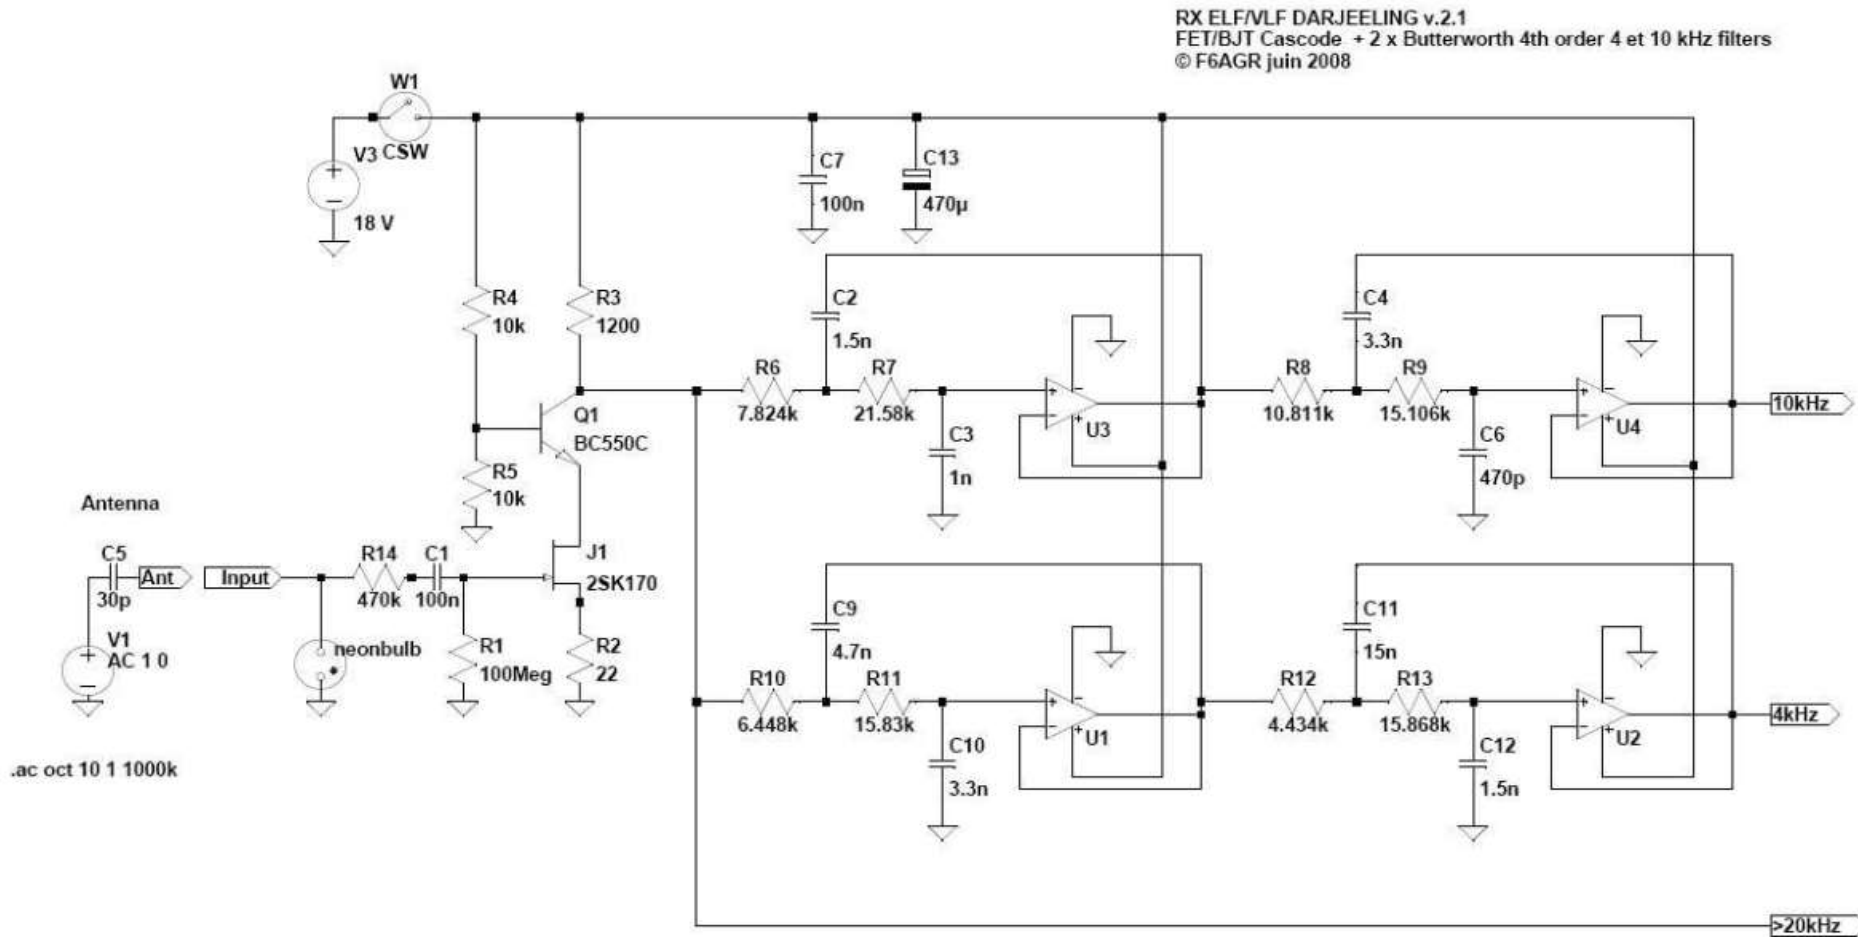 RX ELF/VLF DARJEELING v.2.1
FET/BJT Cascode + 2 x Butterworth 4th order 4 et 10 kHz filters
© F6AGR juin 2008
W1
V3 CSW
18 V
C7
100n
C13
470µ
R4
10k
R3
1200
C2
1.5n
C4
3.3n
R6
7.824k
R7
21.58k
R8
10.811k
R9
15.106k
10kHz
Q1
BC550C
C3
1n
U3
C6
470p
U4
R5
10k
Antenna
C5
30p
Ant
Input
R14
470k
C1
100n
J1
2SK170
V1
AC 1 0
neonbulb
R1
100Meg
R2
22
C9
4.7n
C11
15n
R10
6.448k
R11
15.83k
R12
4.434k
R13
15.868k
4kHz
C10
3.3n
U1
C12
1.5n
U2
.ac oct 10 1 1000k
>20kHz